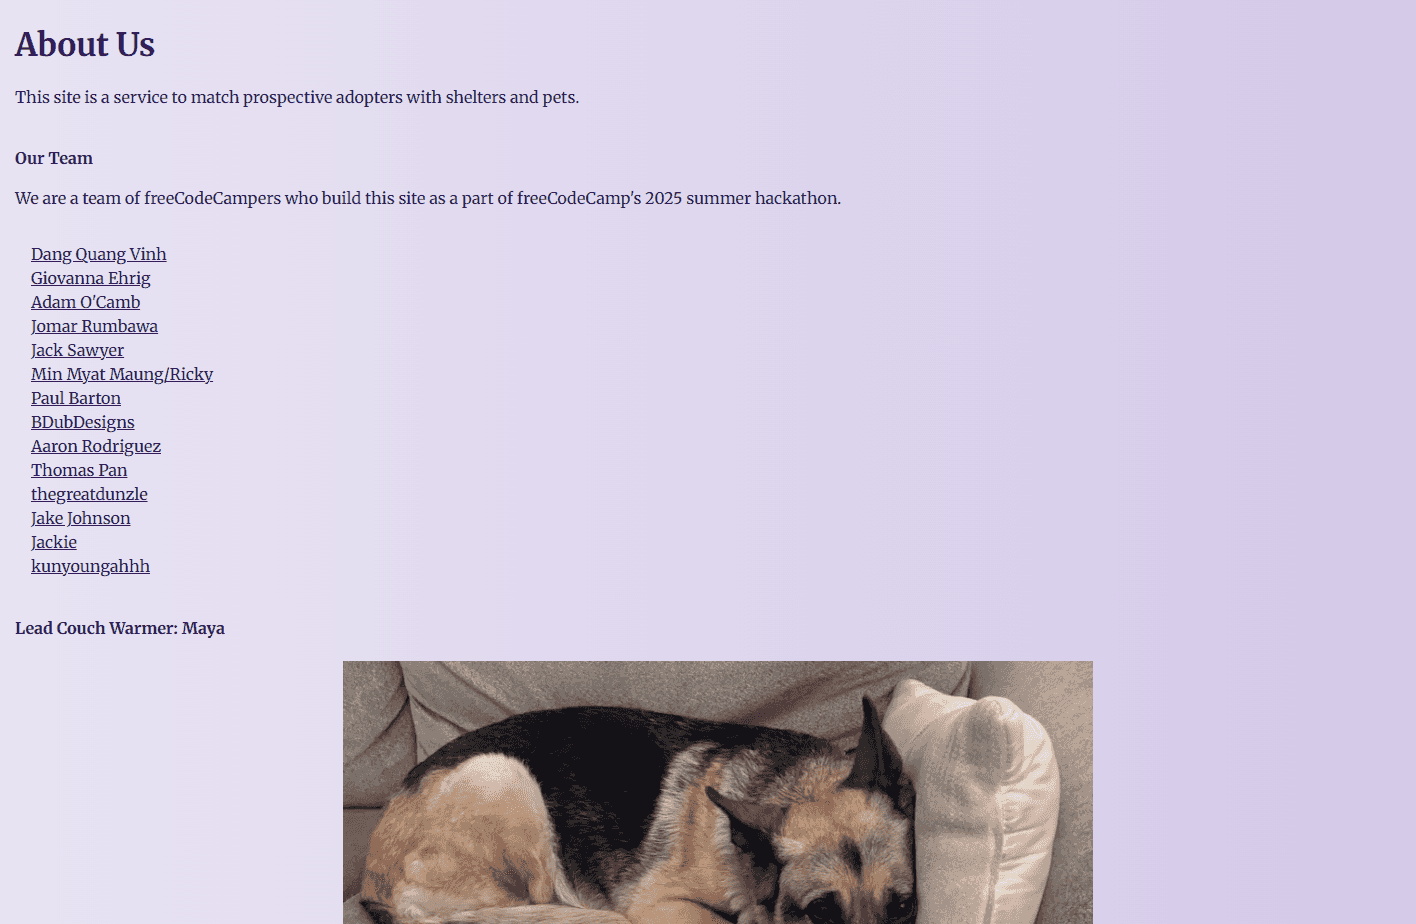 About Us
This site is a service to match prospective adopters with shelters and pets.
Our Team
We are a team of freeCodeCampers who build this site as a part of freeCodeCamp's 2025 summer hackathon.
Dang Quang Vinh
Giovanna Ehrig
Adam O'Camb
Jomar Rumbawa
Jack Sawyer
Min Myat Maung/Ricky
Paul Barton
BDubDesigns
Aaron Rodriguez
Thomas Pan
thegreatdunzle
Jake Johnson
Jackie
kunyoungahhh
Lead Couch Warmer: Maya